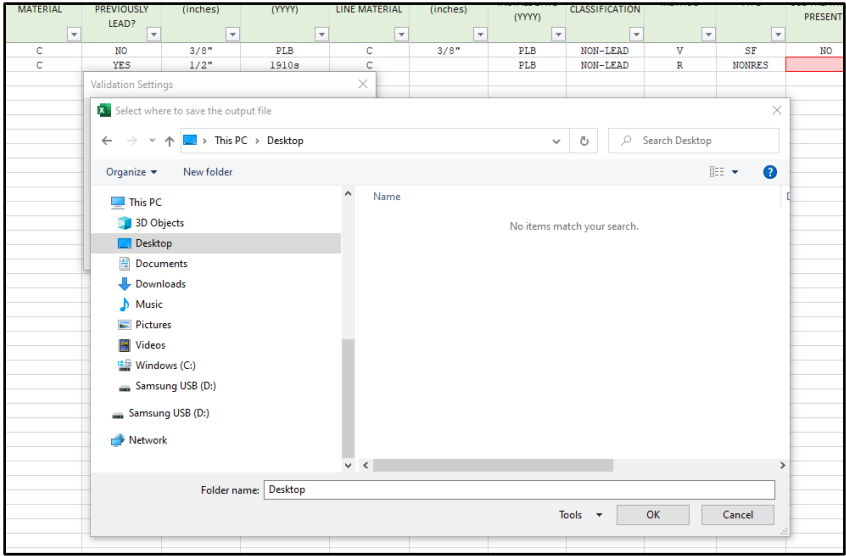 MATERIAL PREVIOUSLY LEAD? (inches) (YYYY) LINE MATERIAL (inches) (YYYY) CLASSIFICATION PRESENT
C NO 3/8" PLB C 3/8" PLB NON-LEAD V SF NO
C YES 1/2" 1910s C PLB NON-LEAD R NONRES
Validation Settings
Select where to save the output file
This PC > Desktop
Search Desktop
Organize
New folder
Name
No items match your search.
This PC
3D Objects
Desktop
Documents
Downloads
Music
Pictures
Videos
Windows (C:)
Samsung USB (D:)
Samsung USB (D:)
Network
Folder name: Desktop
Tools OK Cancel